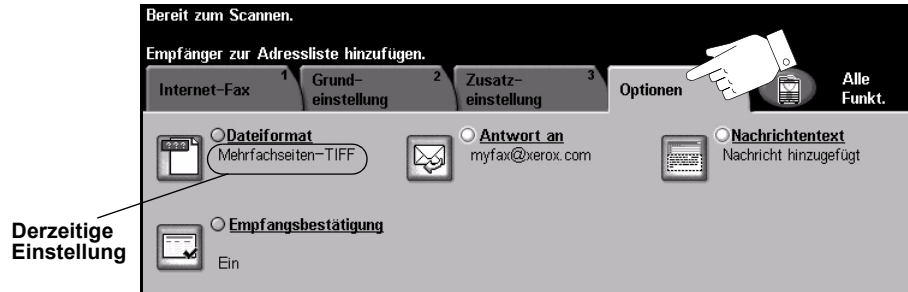 Bereit zum Scannen.
Empfänger zur Adressliste hinzufügen.
Internet-Fax 1
Grund-
einstellung 2
Zusatz-
einstellung 3
Optionen
Alle
Funkt.
Dateiformat
Mehrfachseiten-TIFF
Antwort an
myfax@xerox.com
Nachrichtentext
Nachricht hinzugefügt
Derzeitige
Einstellung
Empfangsbestätigung
Ein